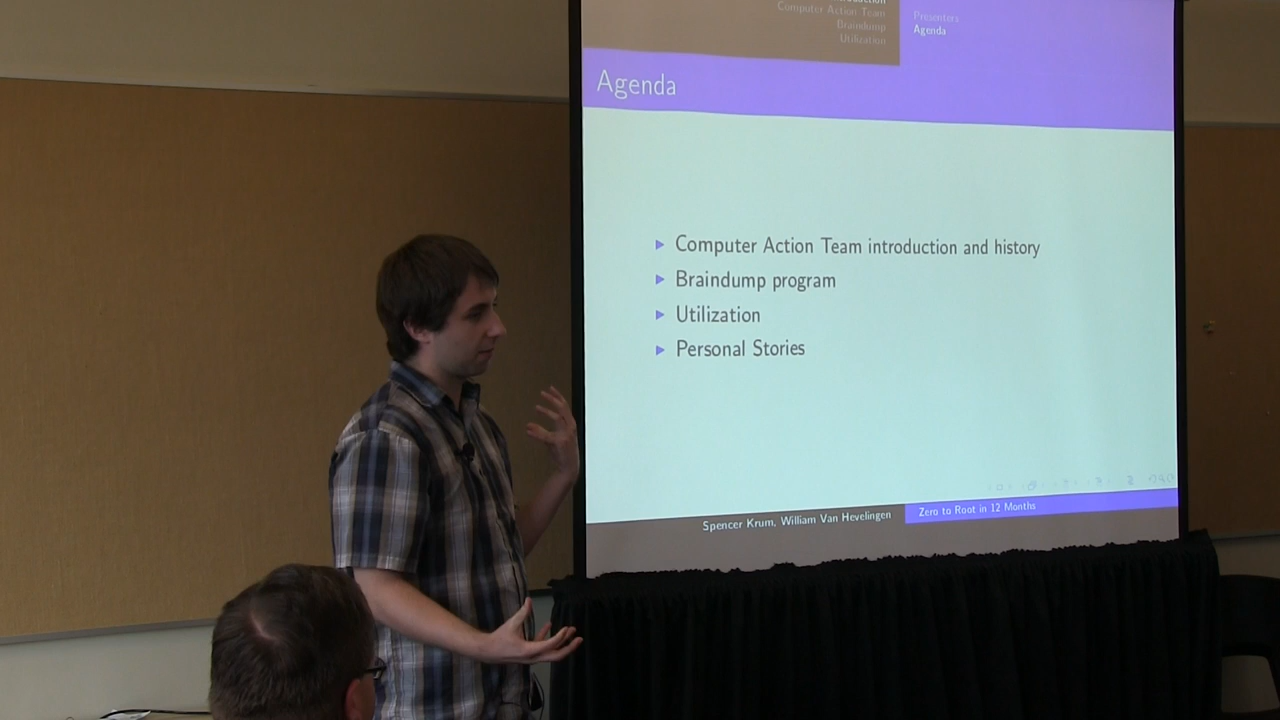 Computer Action Team
Braindump
Utilization
Presenters
Agenda
Agenda
Computer Action Team introduction and history
Braindump program
Utilization
Personal Stories
Spencer Krum, William Van Hevelingen
Zero to Root in 12 Months